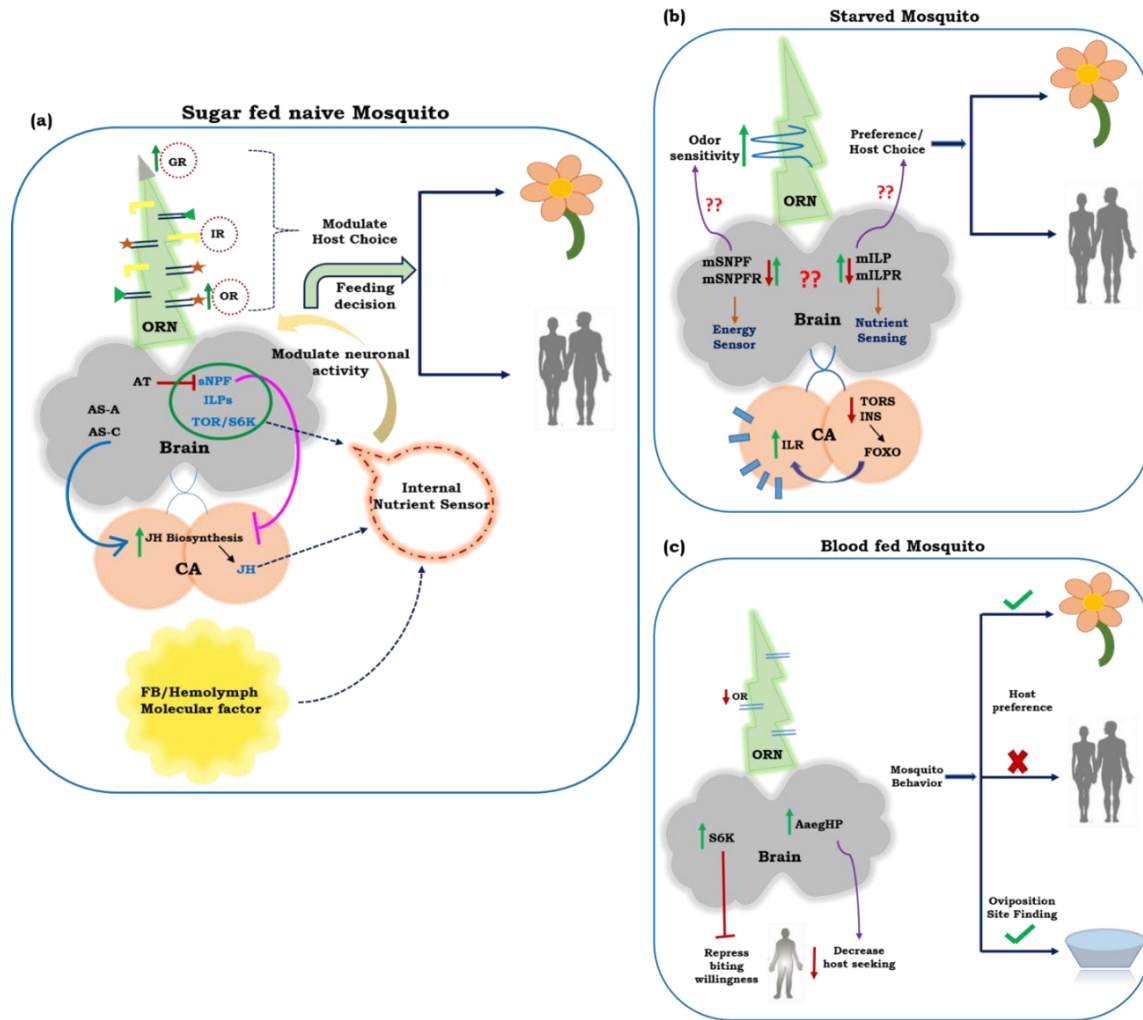 (a)
Sugar fed naive Mosquito
GR
IR
OR
ORN
Modulate
Host Choice
Feeding
decision
Modulate neuronal
activity
AT
sNPF
ILPs
TOR/S6K
AS-A
AS-C
Brain
Internal
Nutrient Sensor
JH Biosynthesis
CA
JH
FB/Hemolymph
Molecular factor
(b)
Starved Mosquito
Odor
sensitivity
Preference/
Host Choice
ORN
??
??
mSNPF
mSNPFR
??
mILP
mILPR
Brain
Energy
Sensor
Nutrient
Sensing
TORS
INS
ILR
CA
FOXO
(c)
Blood fed Mosquito
OR
ORN
Host
preference
Mosquito
Behavior
S6K
AaegHP
Brain
Oviposition
Site Finding
Repress
biting
willingness
Decrease
host seeking